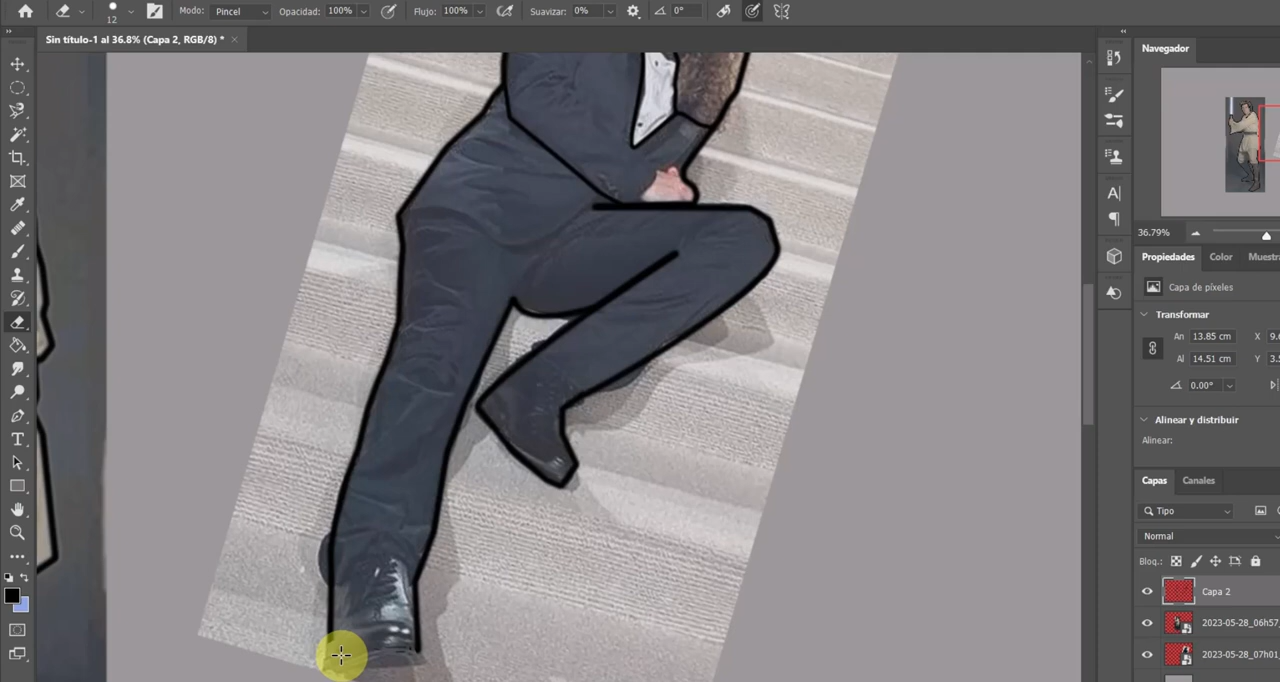 12
Modo: Pincel
Opacidad: 100%
Flujo: 100%
Suavizar: 0%
0°
Sin título-1 al 36.8% (Capa 2, RGB/8) * ×
Navegador
36.79%
Propiedades Color Muestra
Capa de píxeles
Transformar
An 13.85 cm X 9.
Al 14.51 cm Y 3.
0.00°
Alinear y distribuir
Alinear:
Capas Canales
Tipo
Normal
Bloq.:
Capa 2
2023-05-28_06h57
2023-05-28_07h01